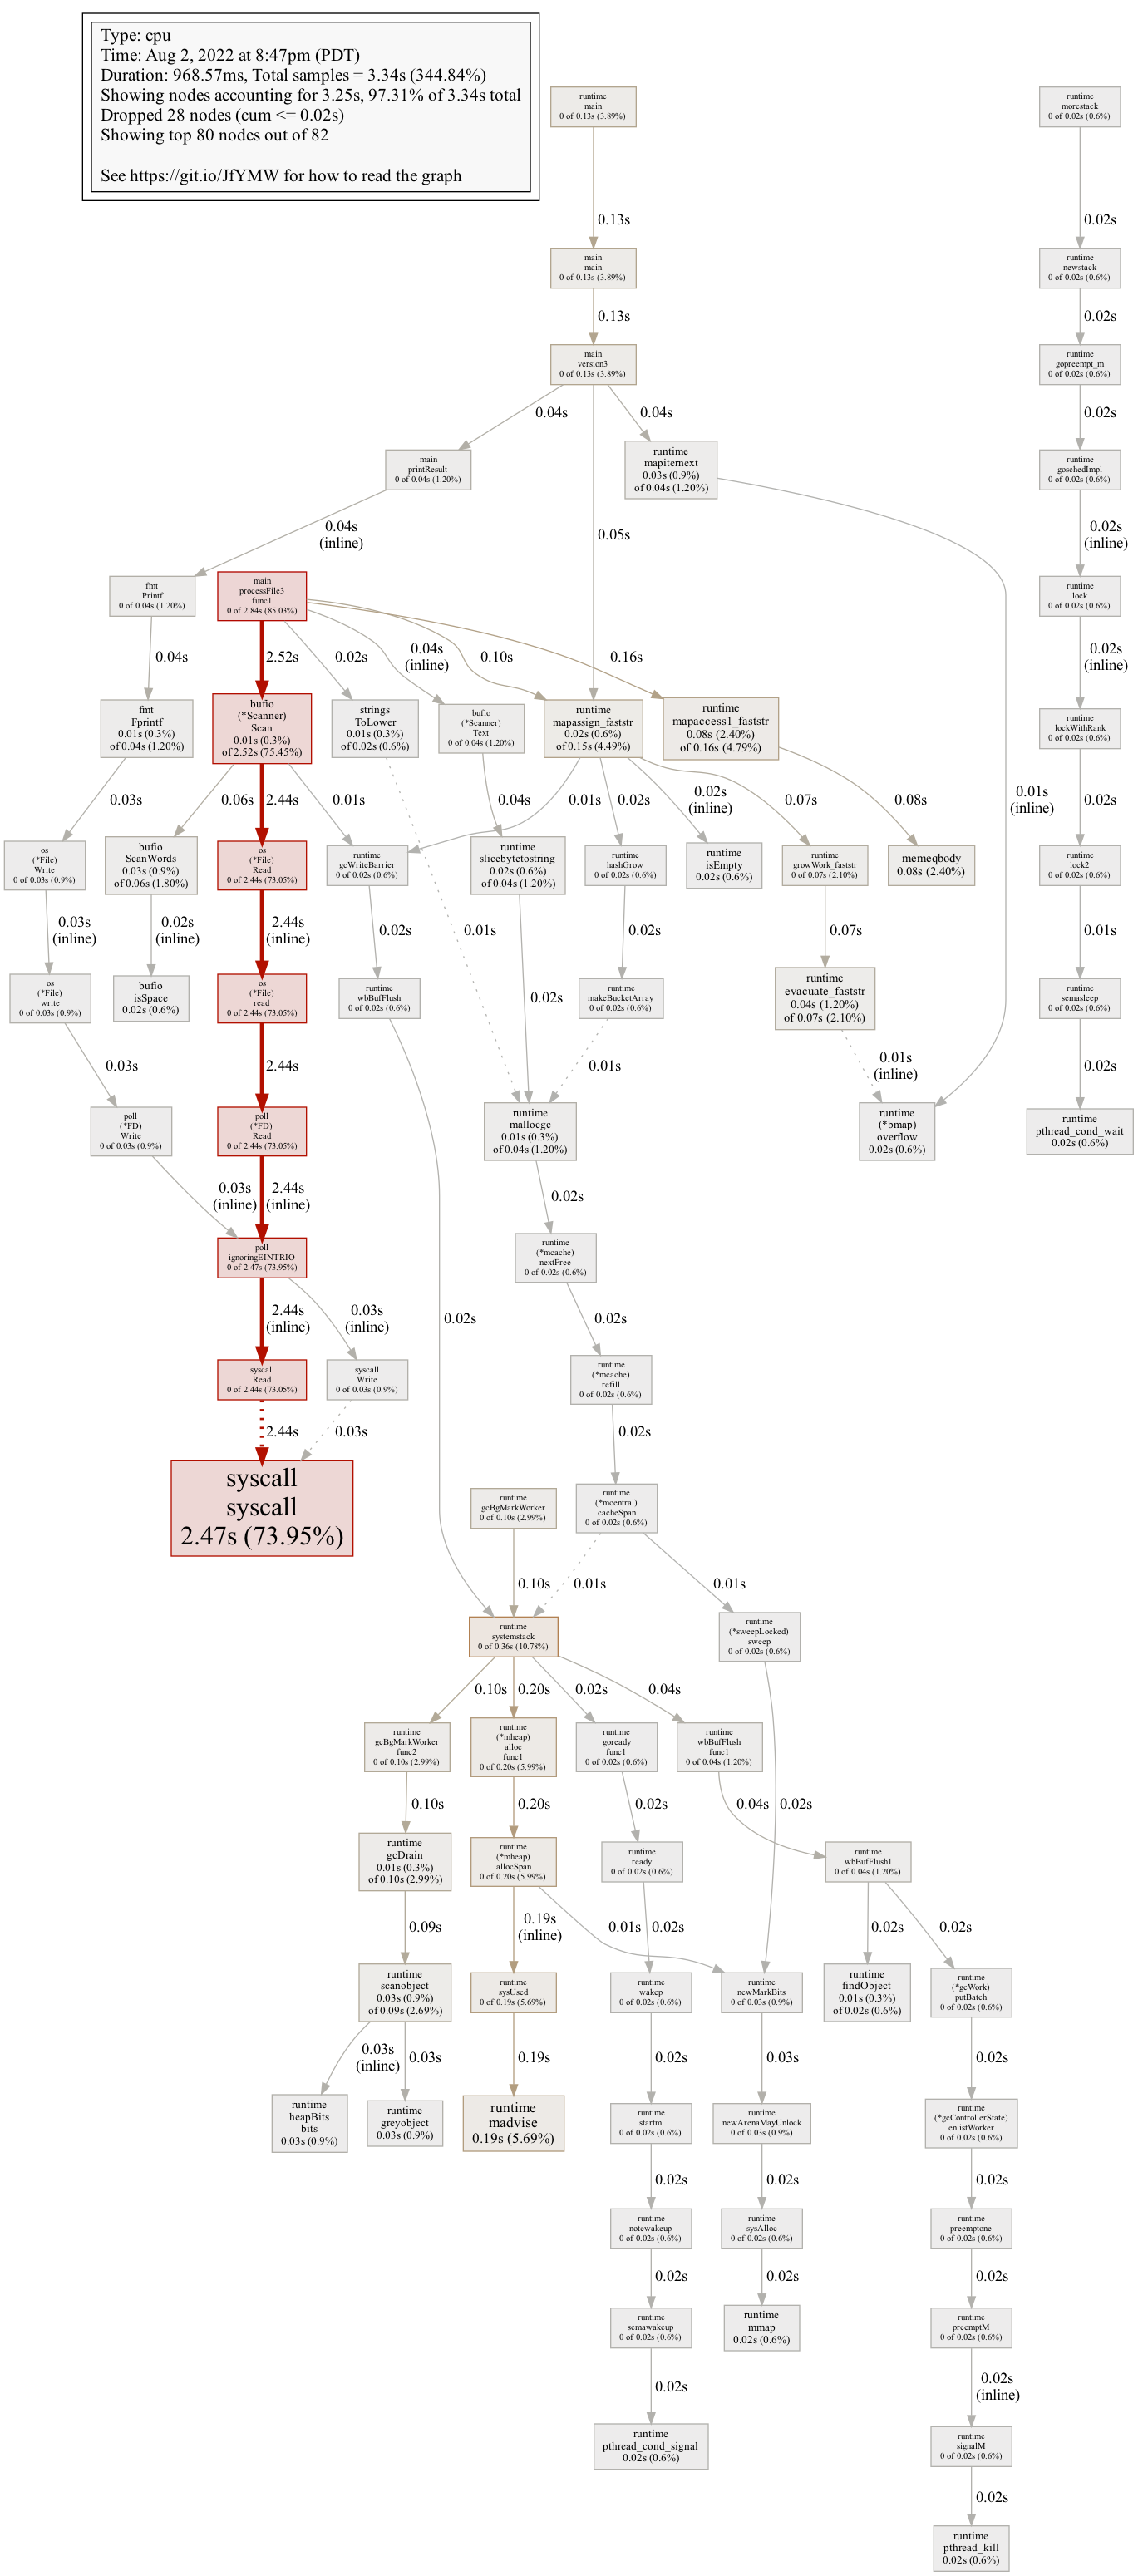 Type: cpu
Time: Aug 2, 2022 at 8:47pm (PDT)
Duration: 968.57ms, Total samples = 3.34s (344.84%)
Showing nodes accounting for 3.25s, 97.31% of 3.34s total
Dropped 28 nodes (cum <= 0.02s)
Showing top 80 nodes out of 82
See https://git.io/JfYMW for how to read the graph
runtime
main
0 of 0.13s (3.89%)
runtime
morestack
0 of 0.02s (0.6%)
0.13s
0.02s
main
main
0 of 0.13s (3.89%)
runtime
newstack
0 of 0.02s (0.6%)
0.13s
0.02s
main
version3
0 of 0.13s (3.89%)
runtime
gopreempt_m
0 of 0.02s (0.6%)
0.04s
0.04s
0.02s
main
printResult
0 of 0.04s (1.20%)
runtime
mapiternext
0.03s (0.9%)
of 0.04s (1.20%)
runtime
goschedImpl
0 of 0.02s (0.6%)
0.04s
(inline)
0.05s
0.02s
(inline)
fmt
Printf
0 of 0.04s (1.20%)
main
processFile3
func1
0 of 2.84s (85.03%)
runtime
lock
0 of 0.02s (0.6%)
0.04s
2.52s
0.02s
0.04s
(inline)
0.10s
0.16s
0.02s
(inline)
fmt
Fprintf
0.01s (0.3%)
of 0.04s (1.20%)
bufio
(*Scanner)
Scan
0.01s (0.3%)
of 2.52s (75.45%)
strings
ToLower
0.01s (0.3%)
of 0.02s (0.6%)
bufio
(*Scanner)
Text
0 of 0.04s (1.20%)
runtime
mapassign_faststr
0.02s (0.6%)
of 0.15s (4.49%)
runtime
mapaccess1_faststr
0.08s (2.40%)
of 0.16s (4.79%)
runtime
lockWithRank
0 of 0.02s (0.6%)
0.03s
0.06s
2.44s
0.01s
0.04s
0.01s
0.02s
0.02s
(inline)
0.07s
0.08s
0.01s
(inline)
0.02s
os
(*File)
Write
0 of 0.03s (0.9%)
bufio
ScanWords
0.03s (0.9%)
of 0.06s (1.80%)
os
(*File)
Read
0 of 2.44s (73.05%)
runtime
gcWriteBarrier
0 of 0.02s (0.6%)
runtime
slicebytetostring
0.02s (0.6%)
of 0.04s (1.20%)
runtime
hashGrow
0 of 0.02s (0.6%)
runtime
isEmpty
0.02s (0.6%)
runtime
growWork_faststr
0 of 0.07s (2.10%)
memeqbody
0.08s (2.40%)
runtime
lock2
0 of 0.02s (0.6%)
0.03s
(inline)
0.02s
(inline)
2.44s
(inline)
0.02s
0.01s
0.02s
0.02s
0.07s
0.01s
os
(*File)
write
0 of 0.03s (0.9%)
bufio
isSpace
0.02s (0.6%)
os
(*File)
read
0 of 2.44s (73.05%)
runtime
wbBufFlush
0 of 0.02s (0.6%)
runtime
makeBucketArray
0 of 0.02s (0.6%)
runtime
evacuate_faststr
0.04s (1.20%)
of 0.07s (2.10%)
runtime
semasleep
0 of 0.02s (0.6%)
0.03s
2.44s
0.01s
0.01s
(inline)
0.02s
poll
(*FD)
Write
0 of 0.03s (0.9%)
poll
(*FD)
Read
0 of 2.44s (73.05%)
runtime
mallocgc
0.01s (0.3%)
of 0.04s (1.20%)
runtime
(*bmap)
overflow
0.02s (0.6%)
runtime
pthread_cond_wait
0.02s (0.6%)
0.03s
(inline)
2.44s
(inline)
0.02s
poll
ignoringEINTRIO
0 of 2.47s (73.95%)
runtime
(*mcache)
nextFree
0 of 0.02s (0.6%)
2.44s
(inline)
0.03s
(inline)
0.02s
0.02s
syscall
Read
0 of 2.44s (73.05%)
syscall
Write
0 of 0.03s (0.9%)
runtime
(*mcache)
refill
0 of 0.02s (0.6%)
2.44s
0.03s
0.02s
syscall
syscall
2.47s (73.95%)
runtime
gcBgMarkWorker
0 of 0.10s (2.99%)
runtime
(*mcentral)
cacheSpan
0 of 0.02s (0.6%)
0.10s
0.01s
0.01s
runtime
systemstack
0 of 0.36s (10.78%)
runtime
(*sweepLocked)
sweep
0 of 0.02s (0.6%)
0.10s
0.20s
0.02s
0.04s
runtime
gcBgMarkWorker
func2
0 of 0.10s (2.99%)
runtime
(*mheap)
alloc
func1
0 of 0.20s (5.99%)
runtime
goready
func1
0 of 0.02s (0.6%)
runtime
wbBufFlush
func1
0 of 0.04s (1.20%)
0.10s
0.20s
0.02s
0.04s
0.02s
runtime
gcDrain
0.01s (0.3%)
of 0.10s (2.99%)
runtime
(*mheap)
allocSpan
0 of 0.20s (5.99%)
runtime
ready
0 of 0.02s (0.6%)
runtime
wbBufFlush1
0 of 0.04s (1.20%)
0.09s
0.19s
(inline)
0.01s
0.02s
0.02s
0.02s
runtime
scanobject
0.03s (0.9%)
of 0.09s (2.69%)
runtime
sysUsed
0 of 0.19s (5.69%)
runtime
wakep
0 of 0.02s (0.6%)
runtime
newMarkBits
0 of 0.03s (0.9%)
runtime
findObject
0.01s (0.3%)
of 0.02s (0.6%)
runtime
(*gcWork)
putBatch
0 of 0.02s (0.6%)
0.03s
(inline)
0.03s
0.19s
0.02s
0.03s
0.02s
runtime
heapBits
bits
0.03s (0.9%)
runtime
greyobject
0.03s (0.9%)
runtime
madvise
0.19s (5.69%)
runtime
startm
0 of 0.02s (0.6%)
runtime
newArenaMayUnlock
0 of 0.03s (0.9%)
runtime
(*gcControllerState)
enlistWorker
0 of 0.02s (0.6%)
0.02s
0.02s
0.02s
runtime
notewakeup
0 of 0.02s (0.6%)
runtime
sysAlloc
0 of 0.02s (0.6%)
runtime
preemptone
0 of 0.02s (0.6%)
0.02s
0.02s
0.02s
runtime
semawakeup
0 of 0.02s (0.6%)
runtime
mmap
0.02s (0.6%)
runtime
preemptM
0 of 0.02s (0.6%)
0.02s
0.02s
(inline)
runtime
pthread_cond_signal
0.02s (0.6%)
runtime
signalM
0 of 0.02s (0.6%)
0.02s
runtime
pthread_kill
0.02s (0.6%)